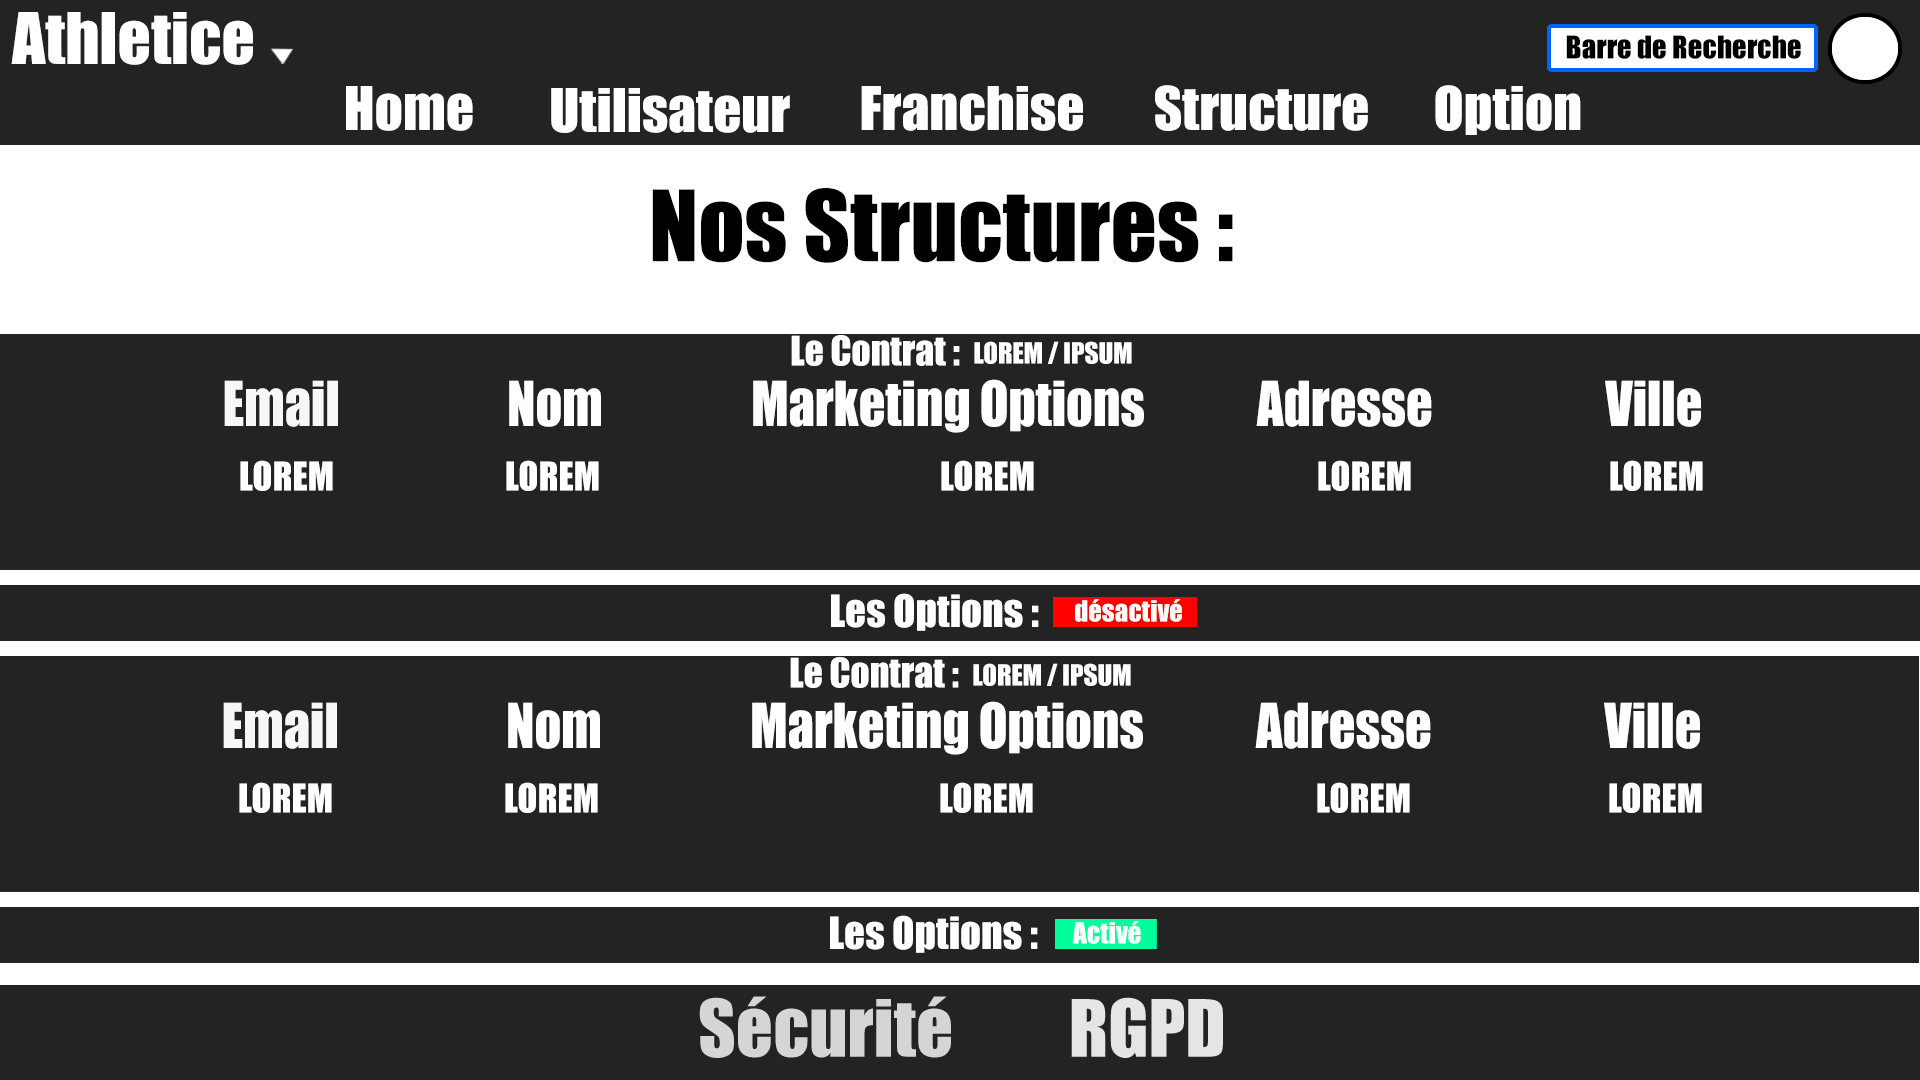 Athletice
Barre de Recherche
Home Utilisateur Franchise Structure Option
Nos Structures :
Le Contrat : LOREM / IPSUM
Email Nom Marketing Options Adresse Ville
LOREM LOREM LOREM LOREM LOREM
Les Options : désactivé
Le Contrat : LOREM / IPSUM
Email Nom Marketing Options Adresse Ville
LOREM LOREM LOREM LOREM LOREM
Les Options : Activé
Sécurité RGPD